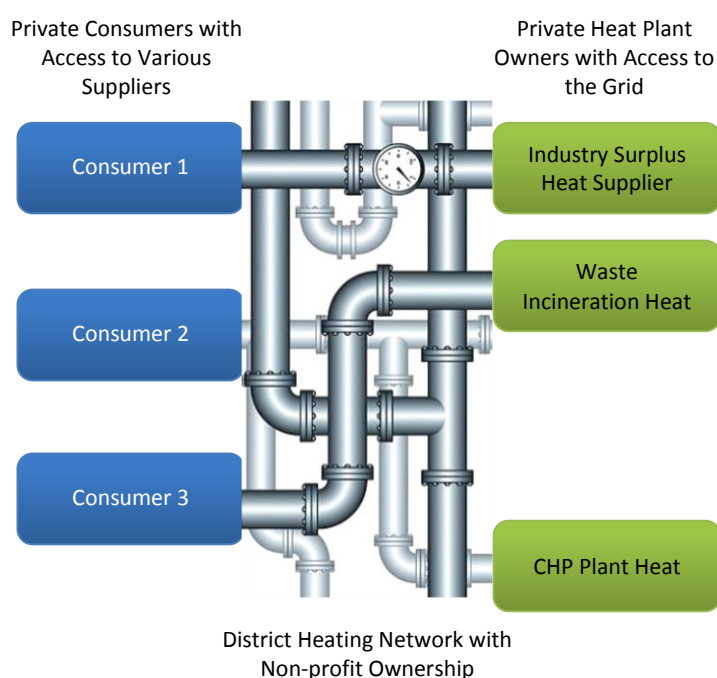 Private Consumers with
Access to Various
Suppliers
Private Heat Plant
Owners with Access to
the Grid
Consumer 1
Industry Surplus
Heat Supplier
Waste
Incineration Heat
Consumer 2
Consumer 3
CHP Plant Heat
District Heating Network with
Non-profit Ownership